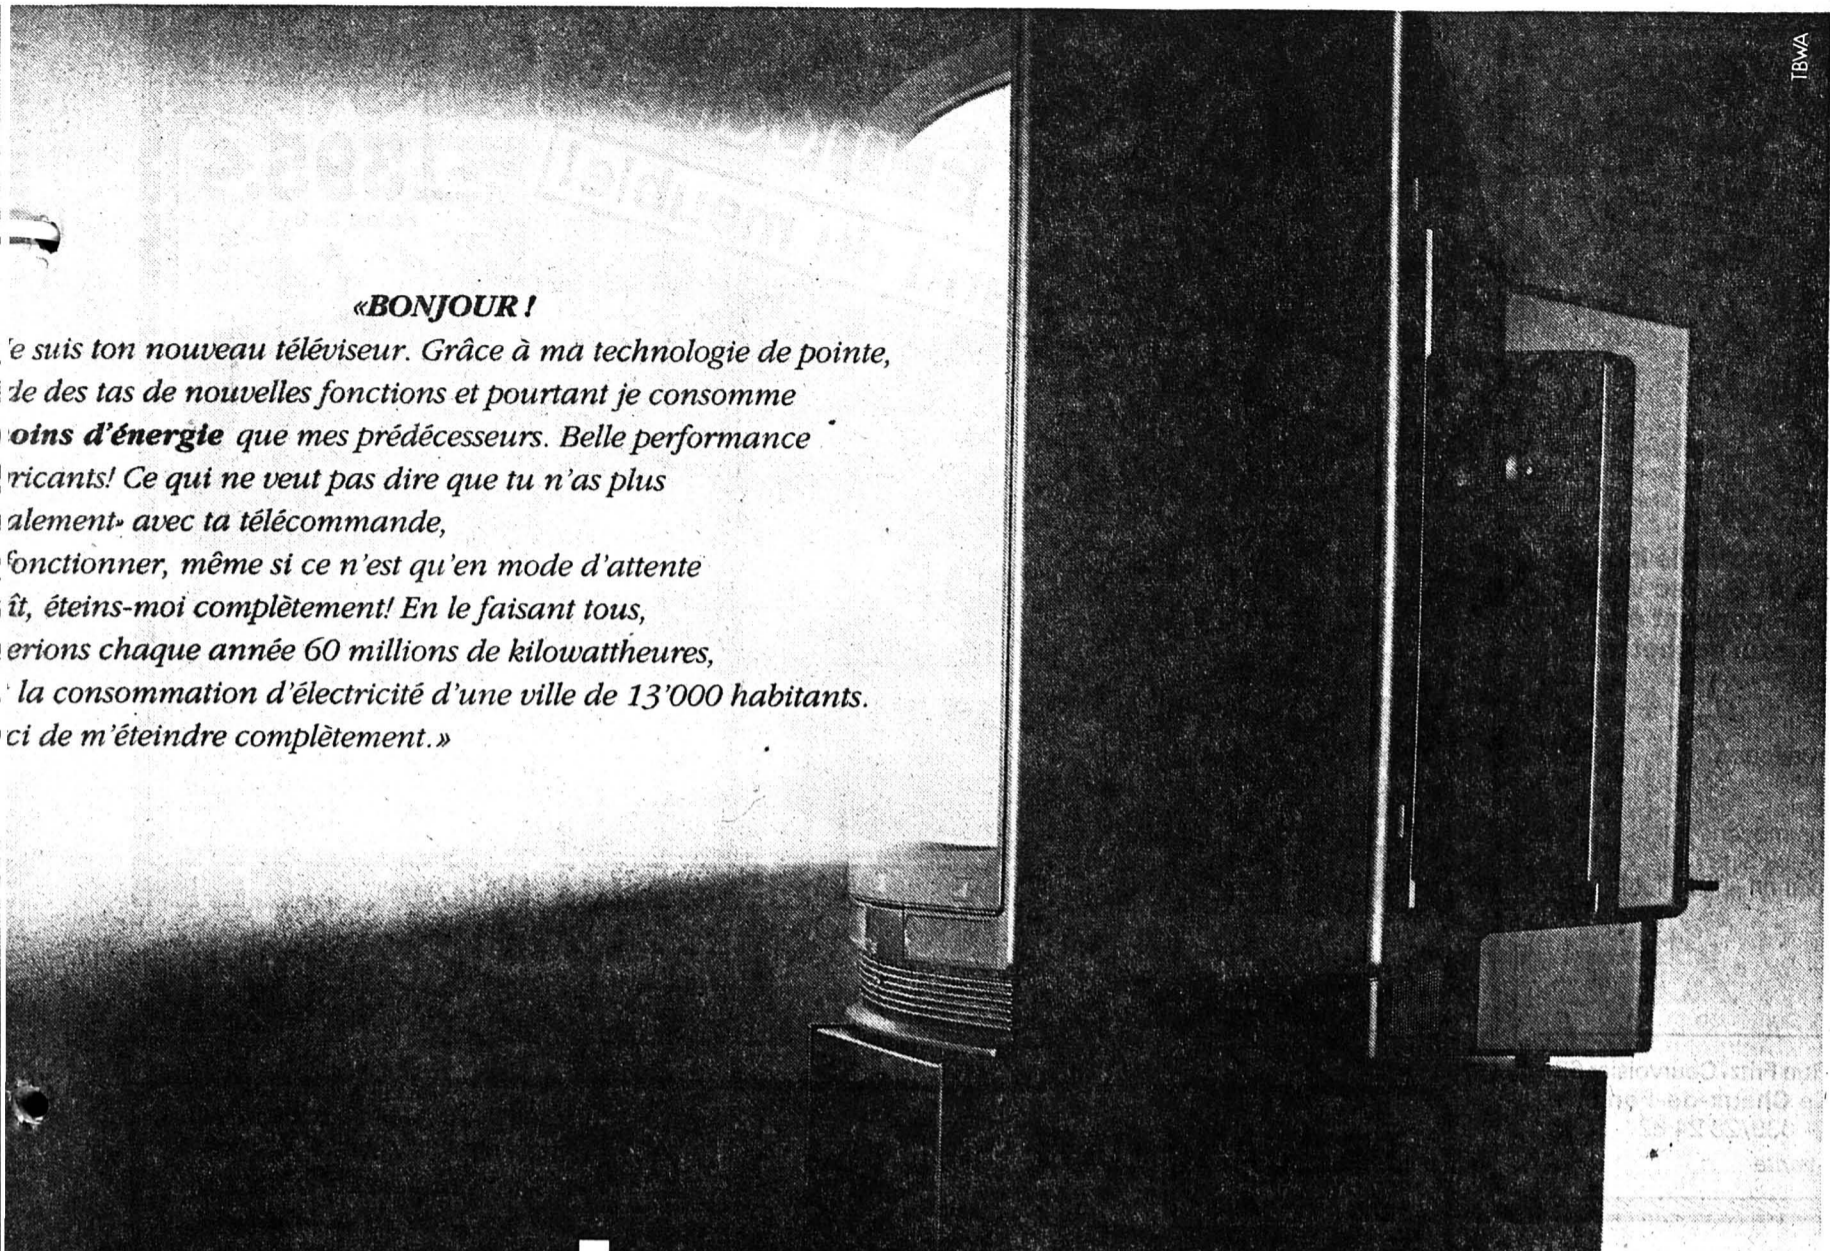 TBWA
«BONJOUR !
e suis ton nouveau téléviseur. Grâce à ma technologie de pointe,
de des tas de nouvelles fonctions et pourtant je consomme
oins d'énergie que mes prédécesseurs. Belle performance
ricants! Ce qui ne veut pas dire que tu n'as plus
alement» avec ta télécommande,
fonctionner, même si ce n'est qu'en mode d'attente
ît, éteins-moi complètement! En le faisant tous,
erions chaque année 60 millions de kilowattheures,
la consommation d'électricité d'une ville de 13'000 habitants.
ci de m'éteindre complètement.»